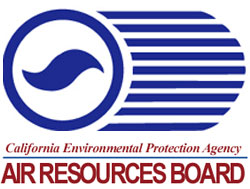 California Environmental Protection Agency
AIR RESOURCES BOARD